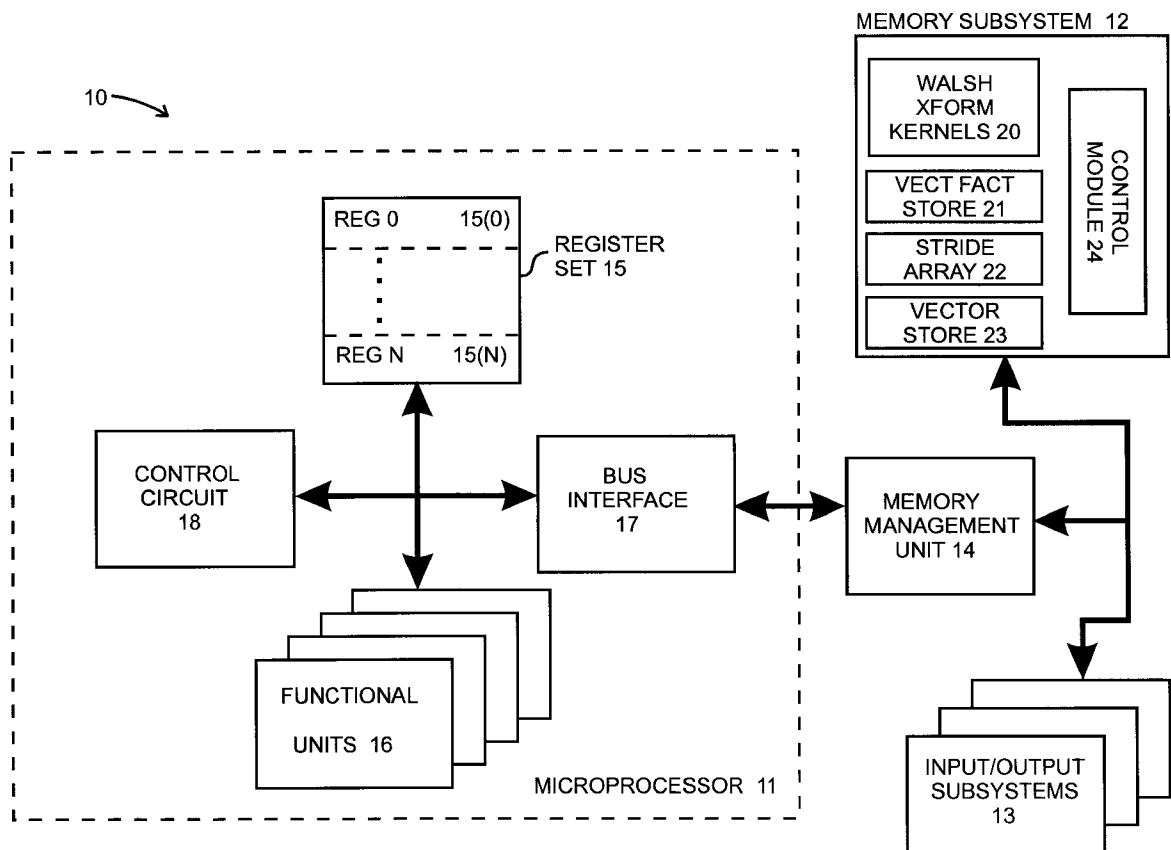 MEMORY SUBSYSTEM 12
10
WALSH
XFORM
KERNELS 20
VECT FACT
STORE 21
STRIDE
ARRAY 22
VECTOR
STORE 23
CONTROL
MODULE 24
REG 0 15(0)
REG N 15(N)
REGISTER
SET 15
CONTROL
CIRCUIT
18
BUS
INTERFACE
17
MEMORY
MANAGEMENT
UNIT 14
FUNCTIONAL
UNITS 16
MICROPROCESSOR 11
INPUT/OUTPUT
SUBSYSTEMS
13